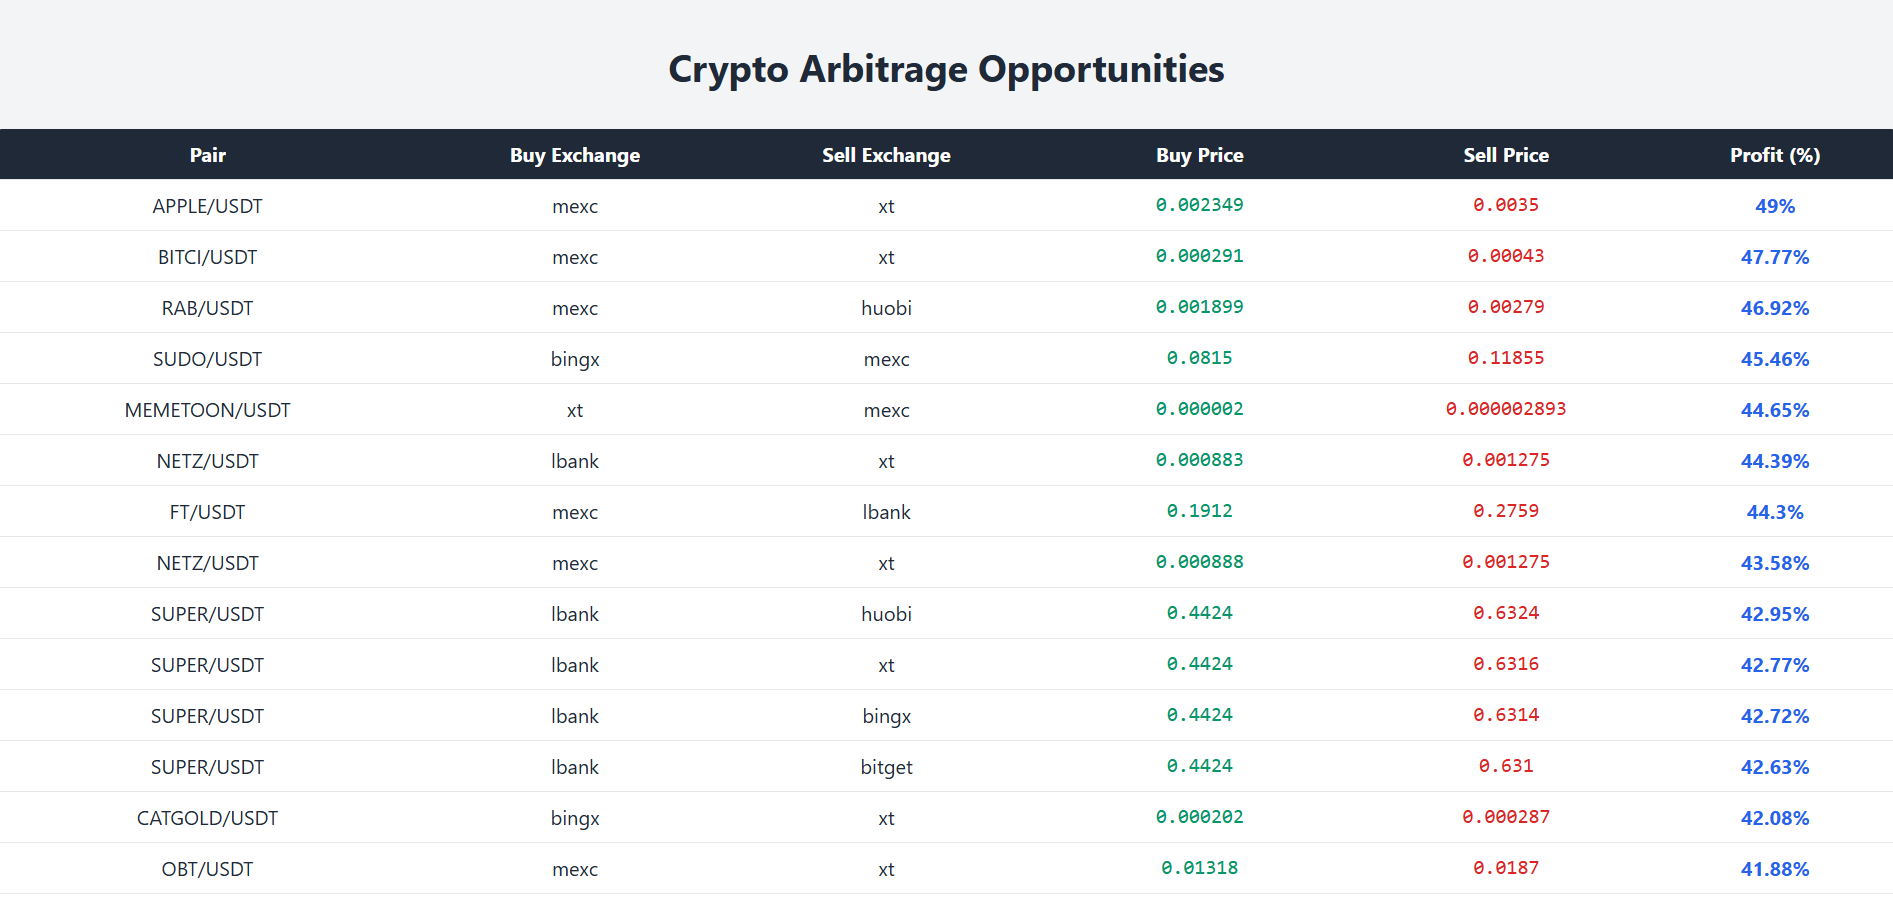 Crypto Arbitrage Opportunities
Pair Buy Exchange Sell Exchange Buy Price Sell Price Profit (%)
APPLE/USDT mexc xt 0.002349 0.0035 49%
BITCI/USDT mexc xt 0.000291 0.00043 47.77%
RAB/USDT mexc huobi 0.001899 0.00279 46.92%
SUDO/USDT bingx mexc 0.0815 0.11855 45.46%
MEMETOON/USDT xt mexc 0.000002 0.000002893 44.65%
NETZ/USDT lbank xt 0.000883 0.001275 44.39%
FT/USDT mexc lbank 0.1912 0.2759 44.3%
NETZ/USDT mexc xt 0.000888 0.001275 43.58%
SUPER/USDT lbank huobi 0.4424 0.6324 42.95%
SUPER/USDT lbank xt 0.4424 0.6316 42.77%
SUPER/USDT lbank bingx 0.4424 0.6314 42.72%
SUPER/USDT lbank bitget 0.4424 0.631 42.63%
CATGOLD/USDT bingx xt 0.000202 0.000287 42.08%
OBT/USDT mexc xt 0.01318 0.0187 41.88%